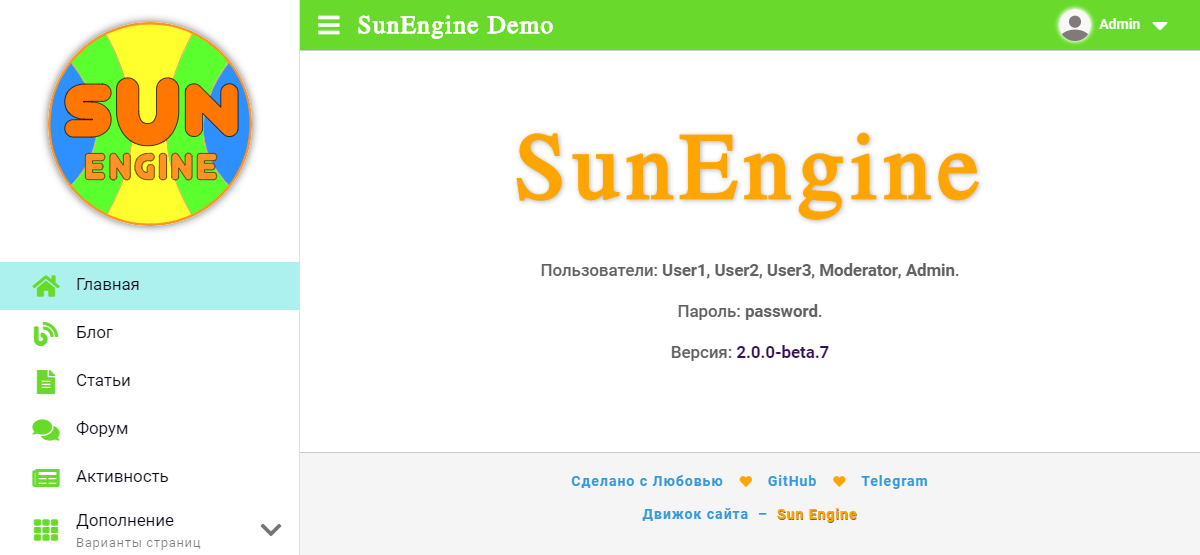 SUN
ENGINE
SunEngine Demo
Admin
Главная
Блог
Статьи
Форум
Активность
Дополнение
Варианты страниц
SunEngine
Пользователи: User1, User2, User3, Moderator, Admin.
Пароль: password.
Версия: 2.0.0-beta.7
Сделано с Любовью GitHub Telegram
Движок сайта – Sun Engine